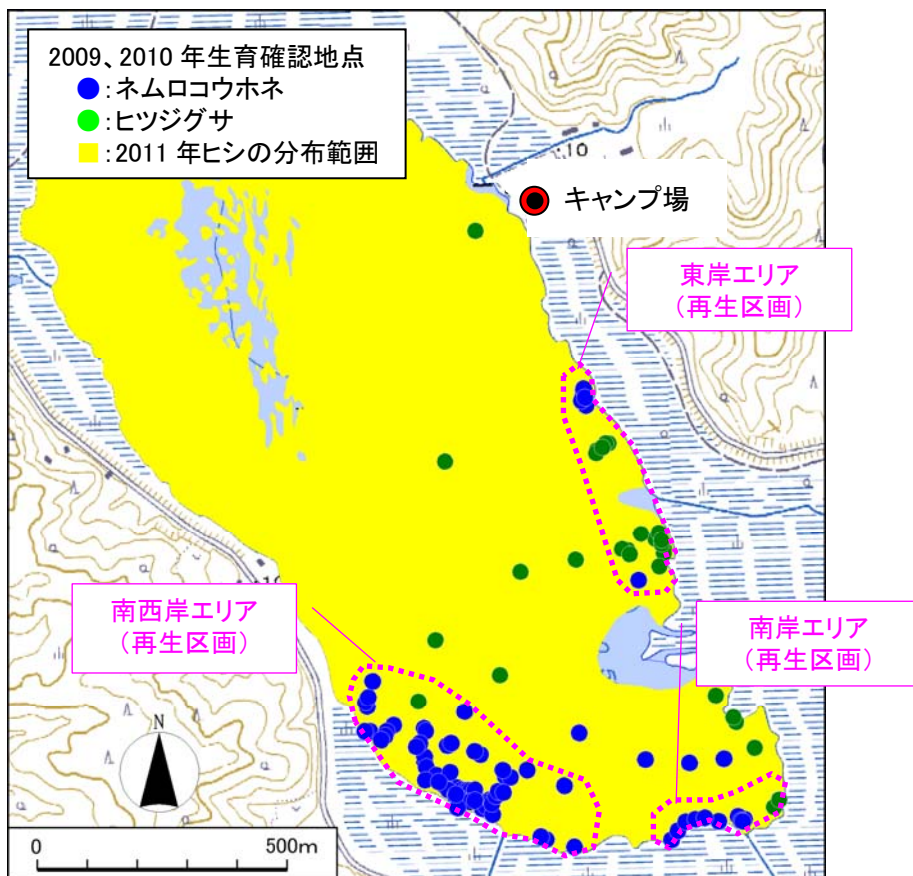 2009、2010 年生育確認地点
●:ネムロコウホネ
●:ヒツジグサ
■:2011 年ヒシの分布範囲
・10
キャンプ場
東岸エリア
（再生区画）
南西岸エリア
（再生区画）
南岸エリア
（再生区画）
N
0 500m